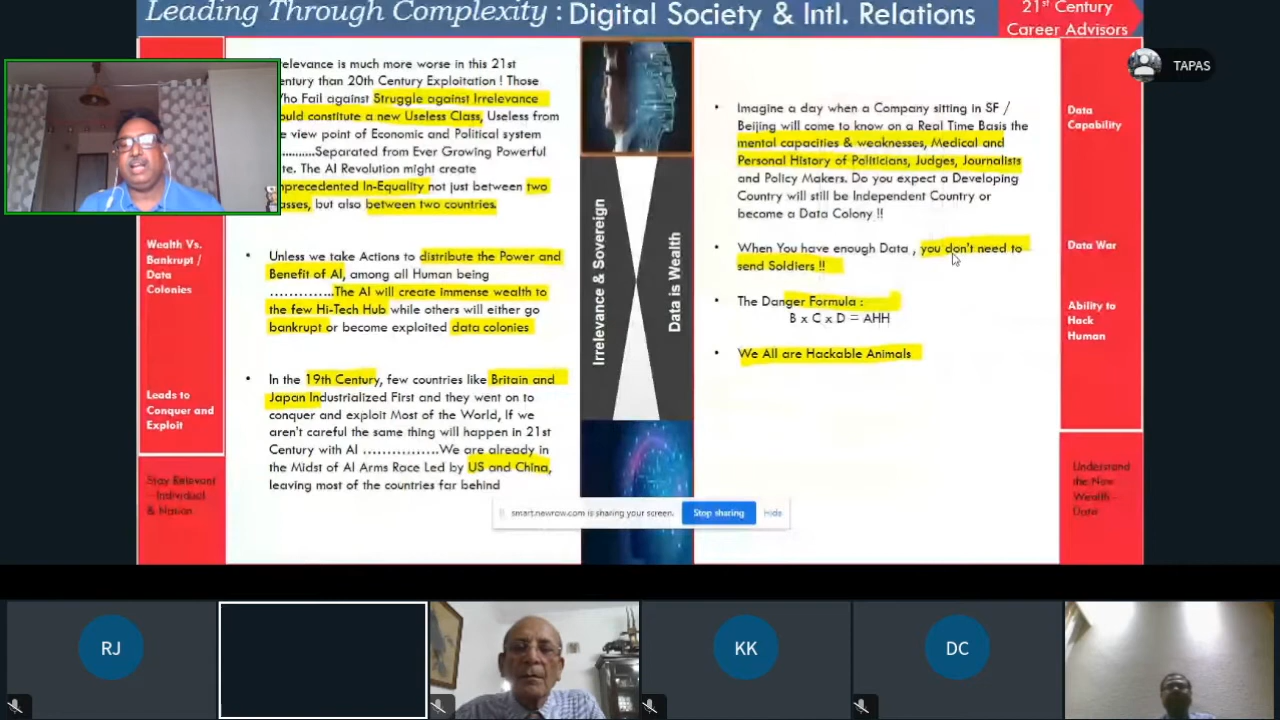 Leading Through Complexity : Digital Society & Intl. Relations
21st Century
Career Advisors
TAPAS
relevance is much more worse in this 21st
entury than 20th Century Exploitation ! Those
ho Fail against Struggle against Irrelevance
ould constitute a new Useless Class, Useless from
e view point of Economic and Political system
..........Separated from Ever Growing Powerful
ite. The AI Revolution might create
nprecedented In-Equality not just between two
asses, but also between two countries.
Wealth Vs.
Bankrupt /
Data
Colonies
• Unless we take Actions to distribute the Power and
Benefit of AI, among all Human being
..............The AI will create immense wealth to
the few Hi-Tech Hub while others will either go
bankrupt or become exploited data colonies
Leads to
Conquer and
Exploit
• In the 19th Century, few countries like Britain and
Japan Industrialized First and they went on to
conquer and exploit Most of the World, If we
aren't careful the same thing will happen in 21st
Century with AI ................We are already in
the Midst of AI Arms Race Led by US and China,
leaving most of the countries far behind
Stay Relevant
– Individual
& Nation
Irrelevance & Sovereign
Data is Wealth
• Imagine a day when a Company sitting in SF /
Beijing will come to know on a Real Time Basis the
mental capacities & weaknesses, Medical and
Personal History of Politicians, Judges, Journalists
and Policy Makers. Do you expect a Developing
Country will still be Independent Country or
become a Data Colony !!
• When You have enough Data , you don't need to
send Soldiers !!
• The Danger Formula :
B x C x D = AHH
• We All are Hackable Animals
Data
Capability
Data War
Ability to
Hack
Human
Understand
the New
Wealth -
Data
smart.newrow.com is sharing your screen.
Stop sharing
Hide
RJ
KK
DC